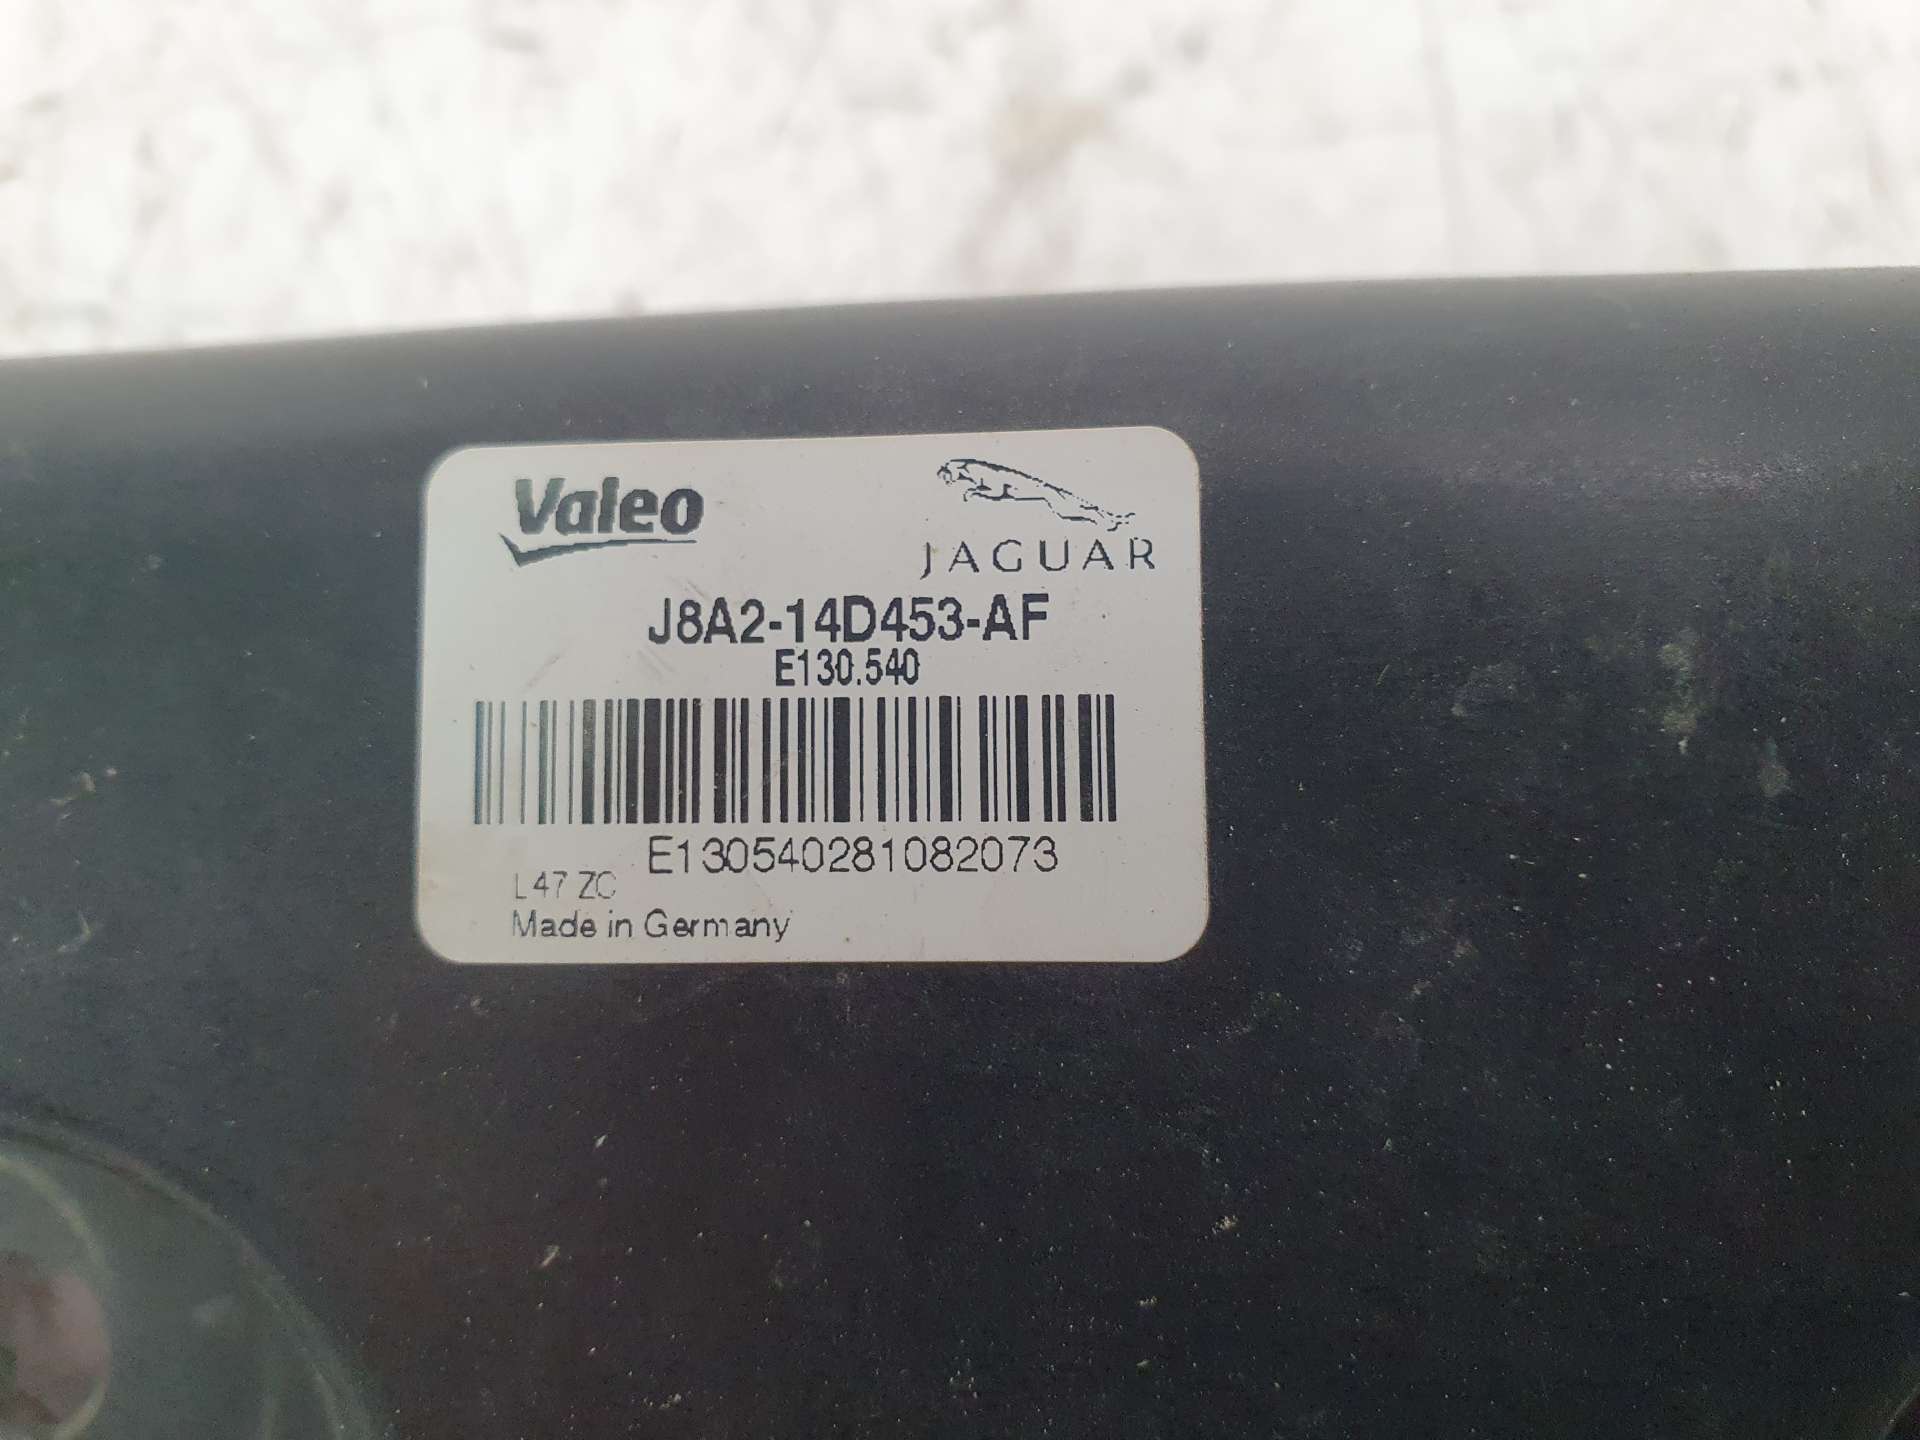 Valeo
JAGUAR
J8A2-14D453-AF
E130.540
E130540281082073
L47 ZC
Made in Germany